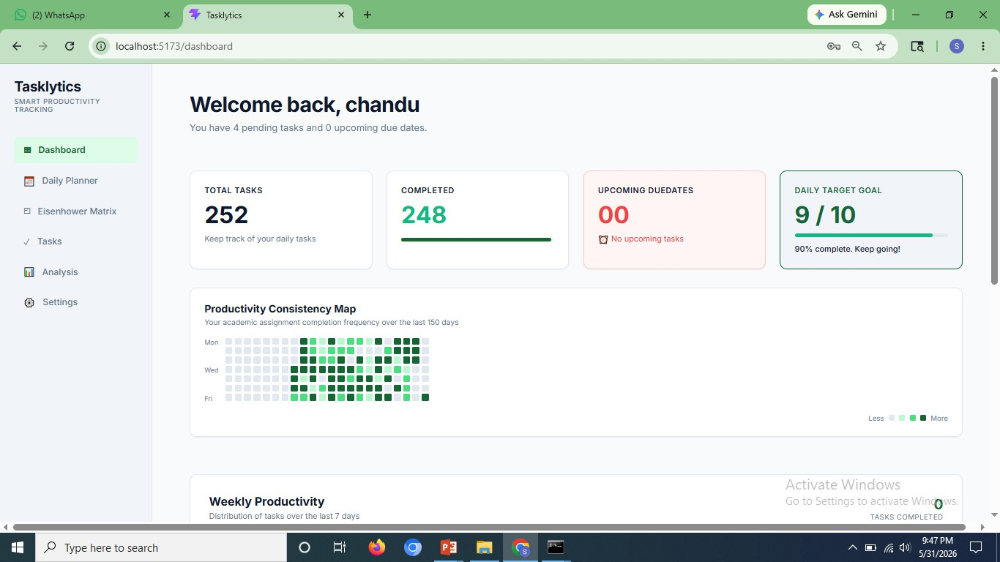 (2) WhatsApp
Tasklytics
Ask Gemini
localhost:5173/dashboard
S
Tasklytics
SMART PRODUCTIVITY
TRACKING
Dashboard
Daily Planner
Eisenhower Matrix
Tasks
Analysis
Settings
Welcome back, chandu
You have 4 pending tasks and 0 upcoming due dates.
TOTAL TASKS
252
Keep track of your daily tasks
COMPLETED
248
UPCOMING DUEDATES
00
No upcoming tasks
DAILY TARGET GOAL
9 / 10
90% complete. Keep going!
Productivity Consistency Map
Your academic assignment completion frequency over the last 150 days
Mon
Wed
Fri
Less
More
Weekly Productivity
Distribution of tasks over the last 7 days
0
TASKS COMPLETED
Activate Windows
Go to Settings to activate Windows.
Type here to search
9:47 PM
5/31/2026